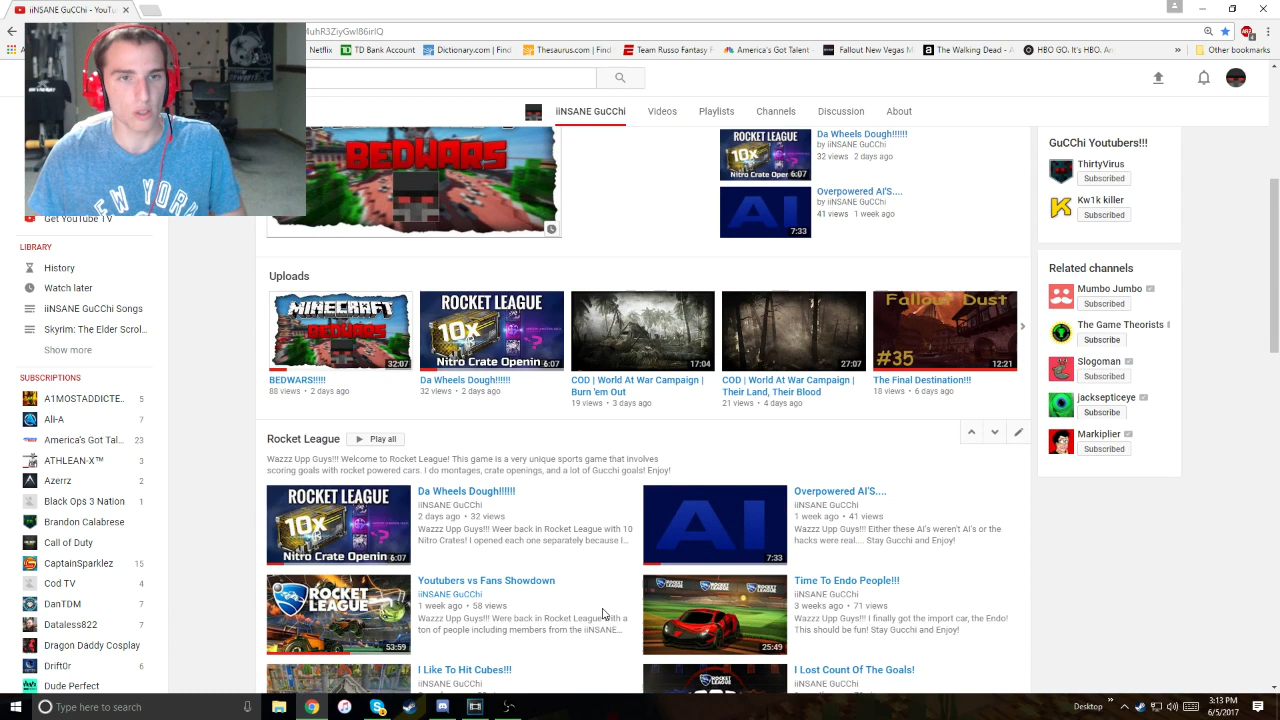 iiNSANE GuCChi - YouTu
uhR3ZiyGwl86irIQ
Netflix
TD Bank Account
Dictionary.com
Instagram
Team Russo Fantasy
Twitter
Las Vegas Nevad
The Walking Dead
BO3 Hub
KBB
Other bookmarks
iiNSANE GuCChi
Videos
Playlists
Channels
Discussion
About
NEW YORK
BEDWARS
ROCKET LEAGUE
10x
Nitro Crate Open
6:07
Da Wheels Dough!!!!!!
by iiNSANE GuCChi
32 views 2 days ago
AI
7:33
Overpowered AI'S....
by iiNSANE GuCChi
41 views 1 week ago
GuCChi Youtubers!!!
ThirtyVirus
Subscribed
Kw1k killer
Subscribed
Get YouTube TV
LIBRARY
History
Watch later
iiNSANE GuCChi Songs
Skyrim: The Elder Scrol...
Show more
SUBSCRIPTIONS
A1MOSTADDICTE... 5
Ali-A 7
America's Got Tal... 23
ATHLEAN-X™ 3
Azerrz 2
Black Ops 3 Nation 1
Brandon Calabrese
Call of Duty
CaptainSparklez 15
Cod TV 4
DanTDM 7
Dataless822 7
Dragon Daddy Cosplay
Drift0r 6
Dude Perfect
Uploads
MINECRAFT
BEDWARS
32:07
BEDWARS!!!!!
88 views • 2 days ago
ROCKET LEAGUE
10x
Nitro Crate Openin
6:07
Da Wheels Dough!!!!!!
32 views • 2 days ago
17:04
COD | World At War Campaign |
Burn 'em Out
19 views • 3 days ago
27:07
COD | World At War Campaign |
Their Land, Their Blood
21 views • 4 days ago
Fallout Dust
#35
12:21
The Final Destination!!!
18 views • 6 days ago
Related channels
Mumbo Jumbo
Subscribed
The Game Theorists
Subscribe
Slogoman
Subscribed
jacksepticeye
Subscribe
Markiplier
Subscribed
Rocket League
Play all
Wazzz Upp Guys!!! Welcome to Rocket League! This game is a very unique sports game that involves
scoring goals with rocket powered cars. I do montages, crate openings, and a lot of Gucchi goals! Enjoy!
ROCKET LEAGUE
10x
Nitro Crate Openin
6:07
Da Wheels Dough!!!!!!
iiNSANE GuCChi
2 days ago • 32 views
Wazzz Upp Guys!!! Weer back in Rocket League with 10
Nitro Crates! I opened each one separately because I...
AI
7:33
Overpowered AI'S....
iiNSANE GuCChi
1 week ago • 41 views
Wazzz Upp Guys!!! Either these AI's weren't AI's or the
hacks were real.... Stay Gucchi and Enjoy!
ROCKET
LEAGUE
53:59
Youtubers vs Fans Showdown
iiNSANE GuCChi
1 week ago • 58 views
Wazzz Upp Guys!!! Were back in Rocket League with a
ton of people including members from the iiNSANE...
25:49
Time To Endo People!!!
iiNSANE GuCChi
3 weeks ago • 71 views
Wazzz Upp Guys!!! I finally got the import car, the Endo!
This should be fun! Stay Gucchi and Enjoy!
I Like To Hit Cubes!!!
iiNSANE GuCChi
I Lost Count Of The Goals!
iiNSANE GuCChi
Type here to search
3:13 PM
6/5/2017